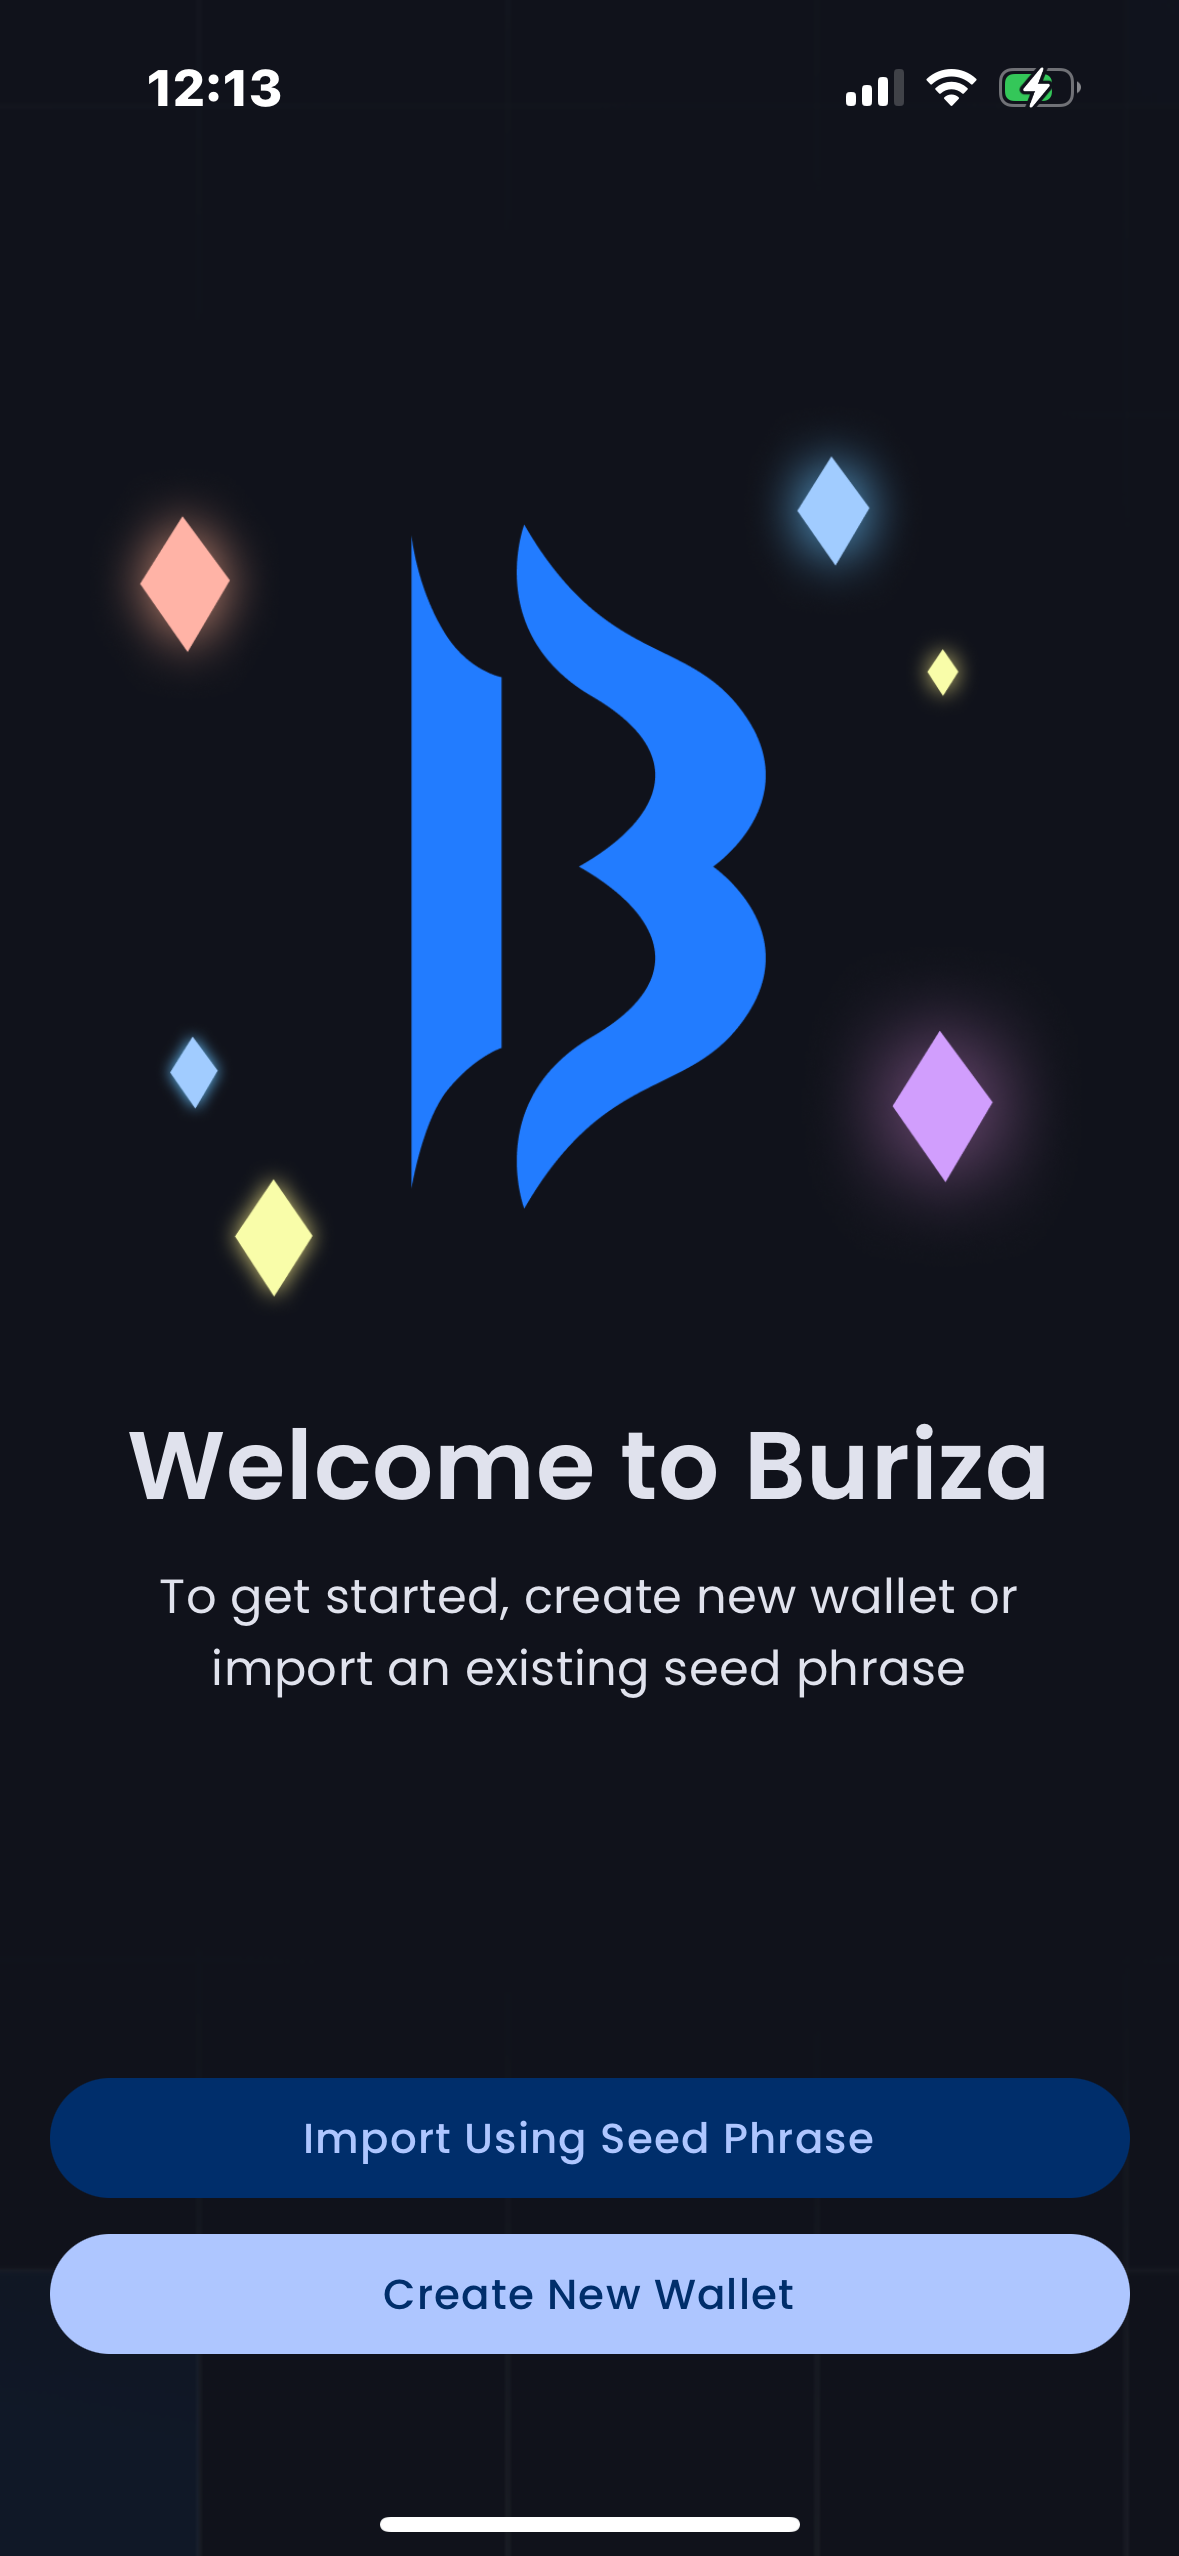 12:13
Welcome to Buriza
To get started, create new wallet or
import an existing seed phrase
Import Using Seed Phrase
Create New Wallet